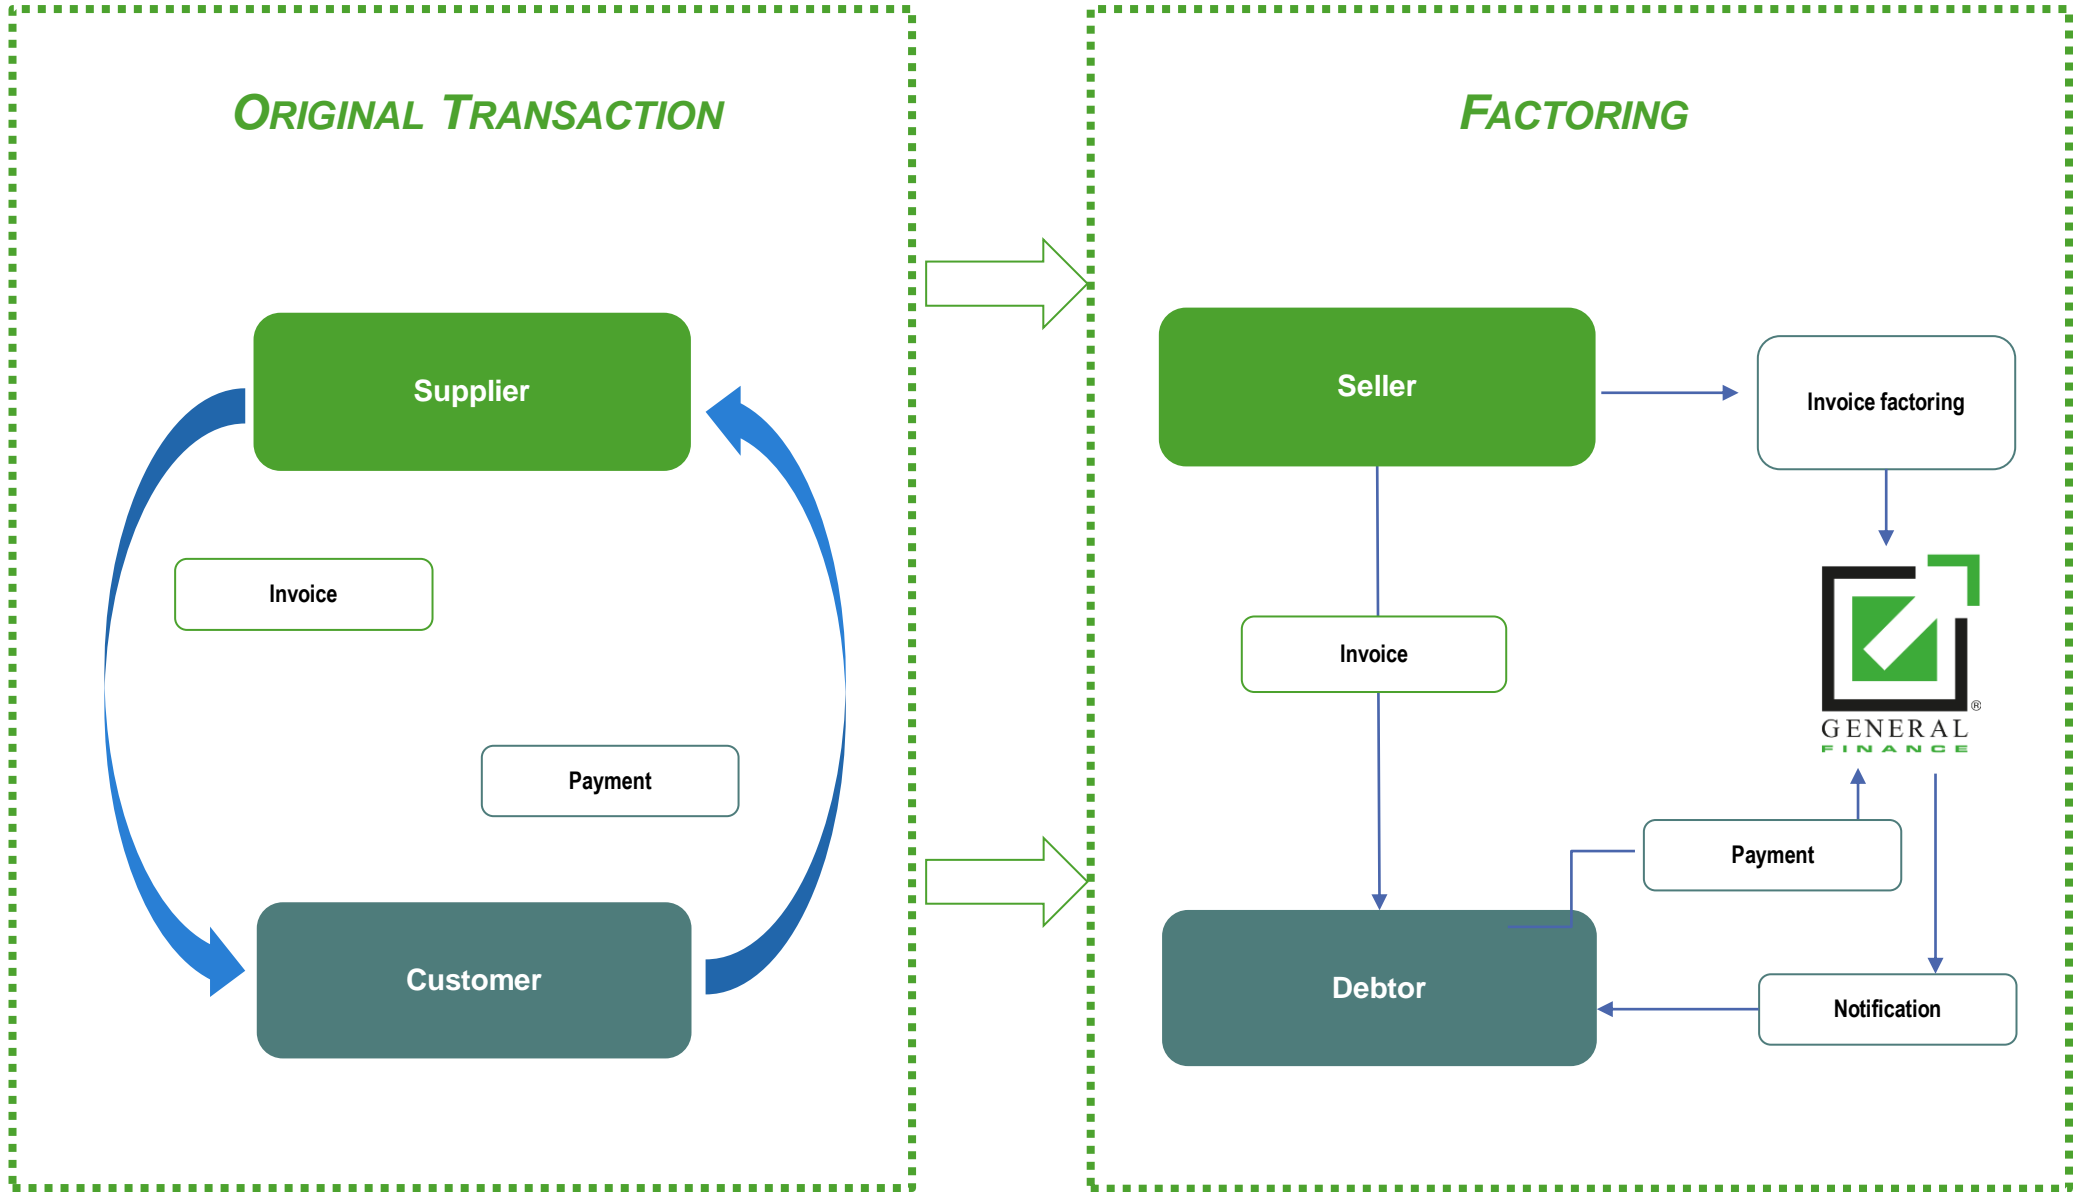 ORIGINAL TRANSACTION
Supplier
Invoice
Payment
Customer
FACTORING
Seller
Invoice factoring
Invoice
®
GENERAL
FINANCE
Payment
Debtor
Notification